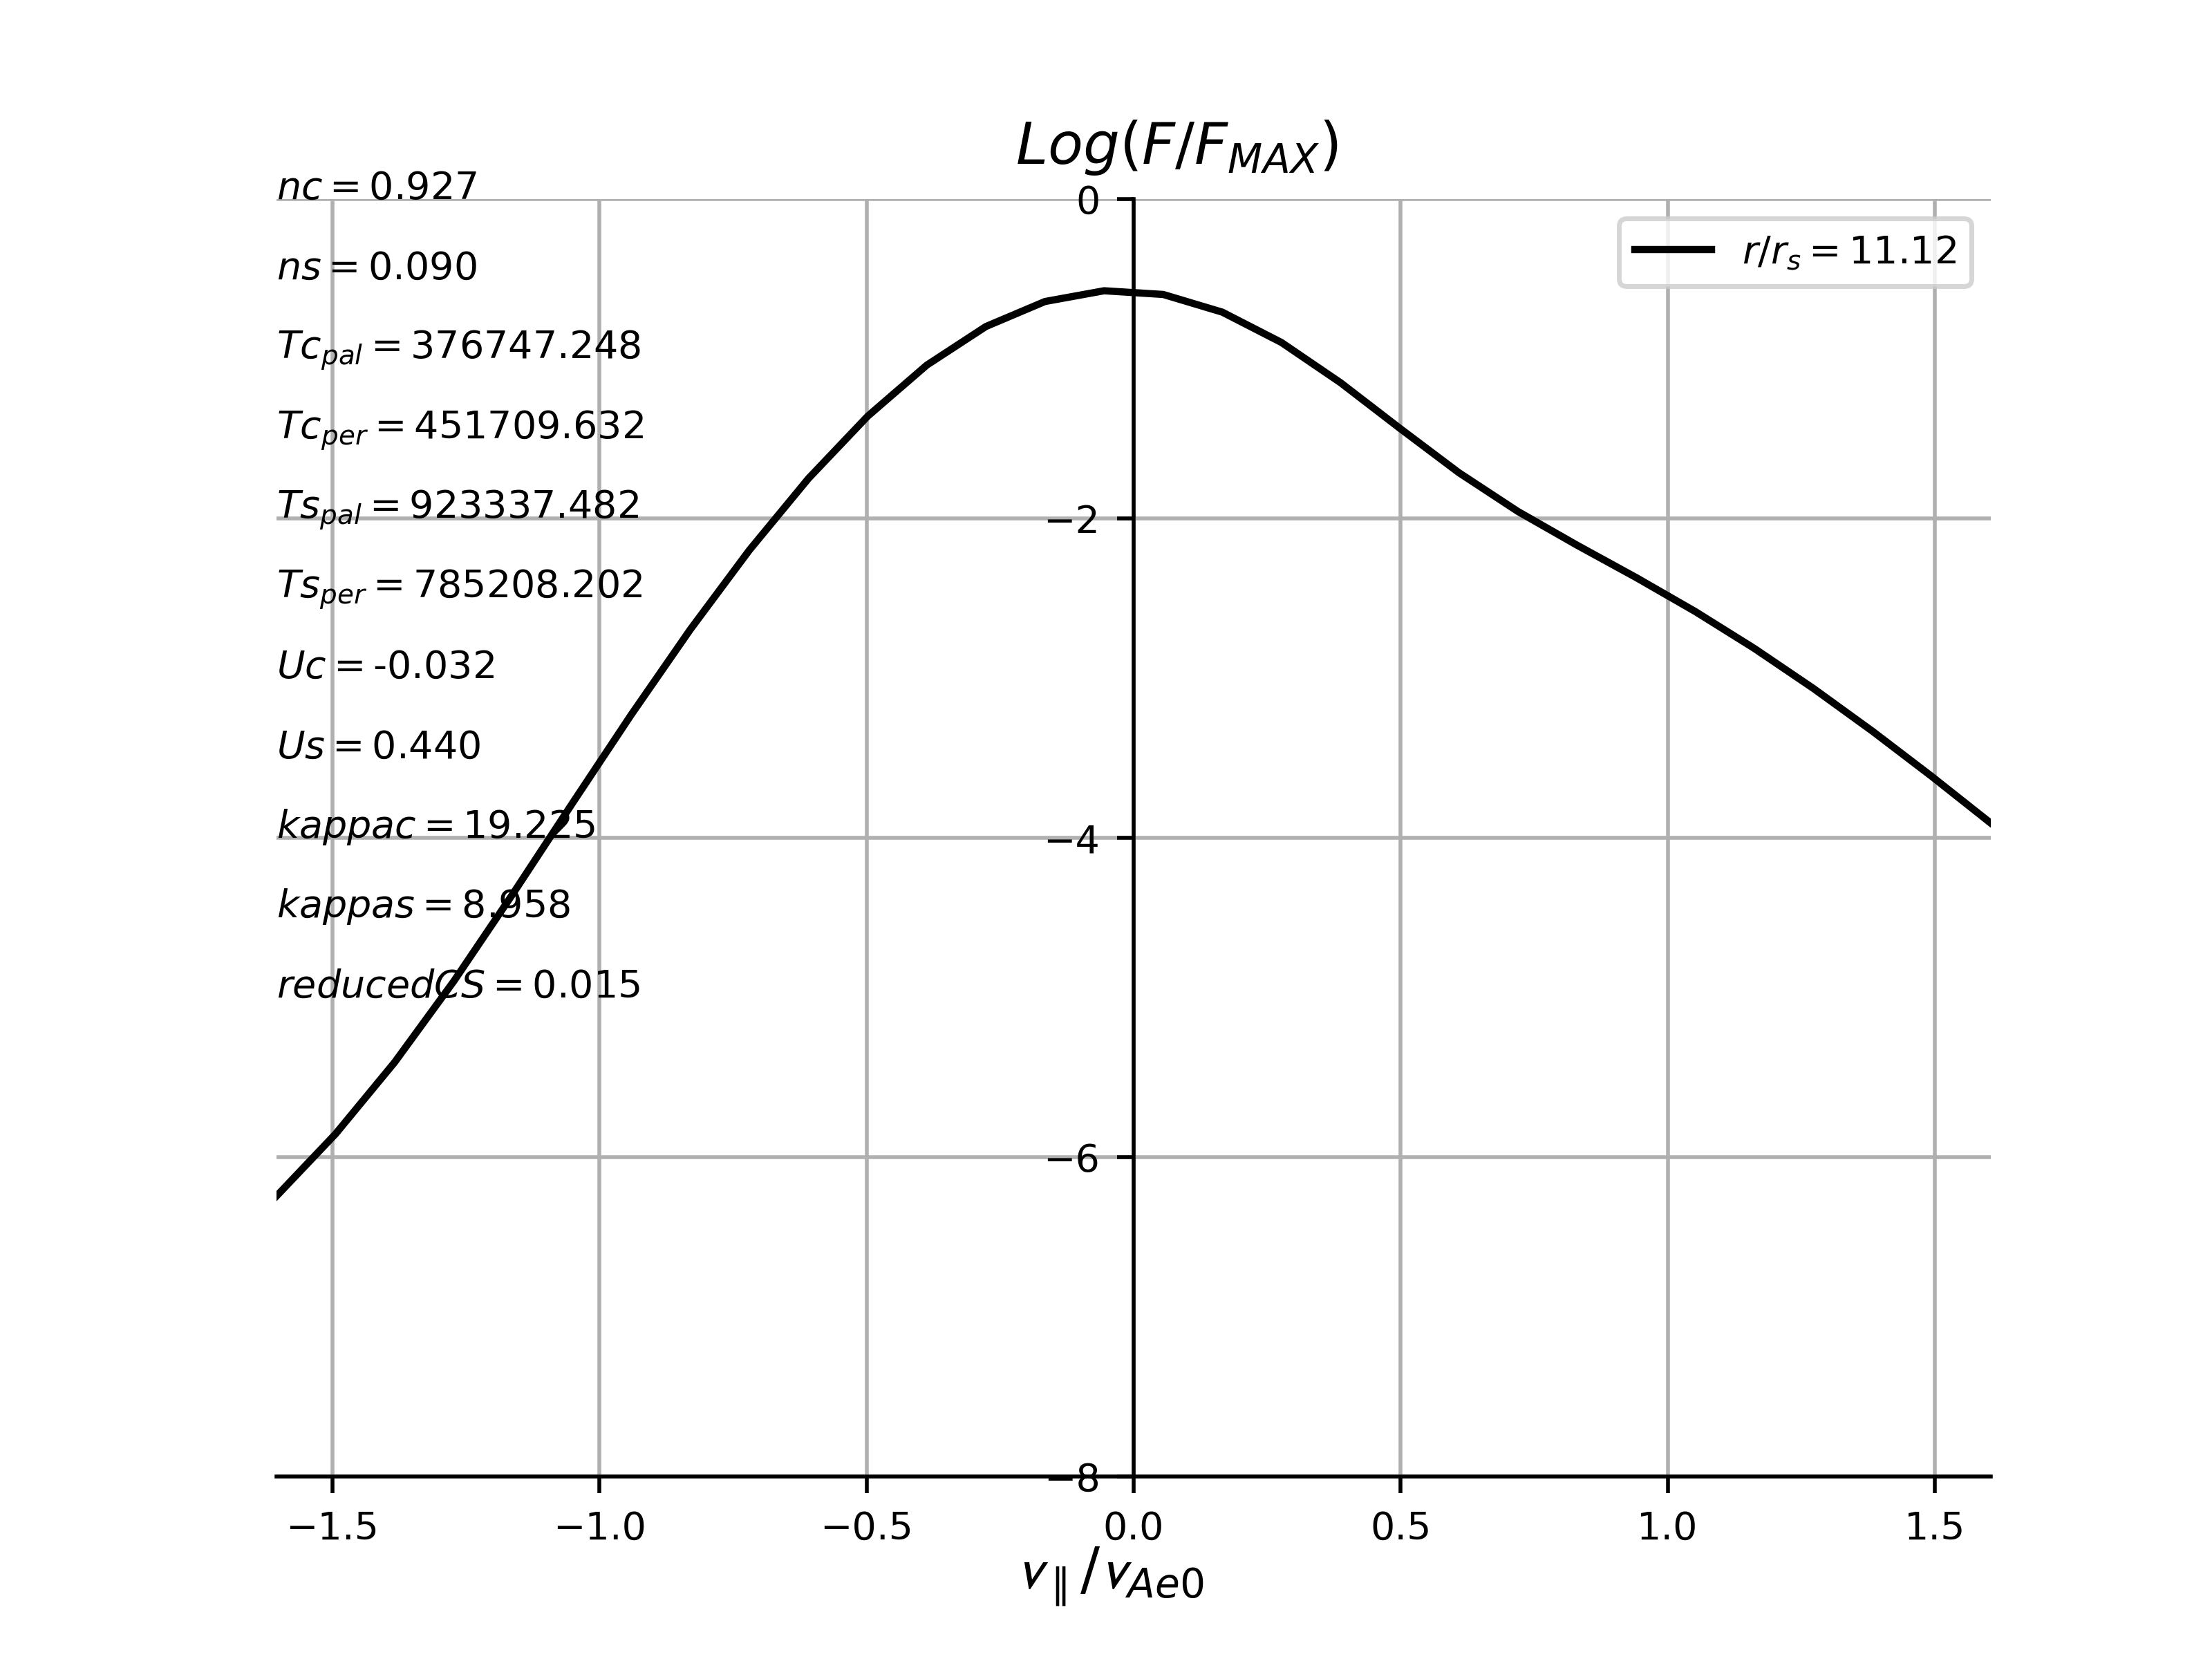 Log(F/F_MAX)
nc = 0.927
ns = 0.090
Tc_pal = 376747.248
Tc_per = 451709.632
Ts_pal = 923337.482
Ts_per = 785208.202
Uc = -0.032
Us = 0.440
kappac = 19.225
kappas = 8.958
reducedCS = 0.015
r/r_s = 11.12
0
−2
−4
−6
−8
−1.5 −1.0 −0.5 0.0 0.5 1.0 1.5
v_∥/v_Ae0